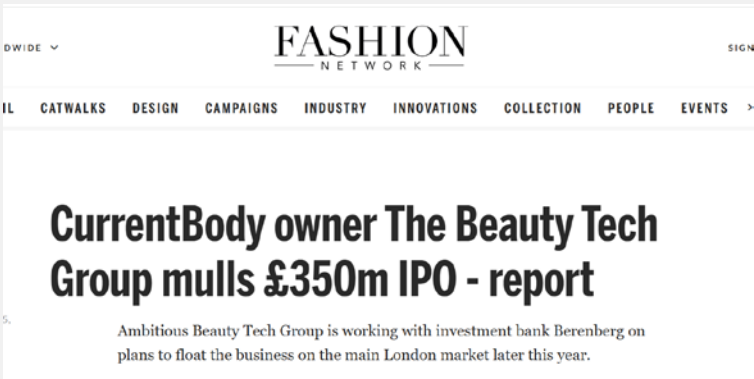 DWIDE
FASHION
NETWORK
SIGN
IL CATWALKS DESIGN CAMPAIGNS INDUSTRY INNOVATIONS COLLECTION PEOPLE EVENTS
CurrentBody owner The Beauty Tech
Group mulls £350m IPO - report
5.
Ambitious Beauty Tech Group is working with investment bank Berenberg on
plans to float the business on the main London market later this year.